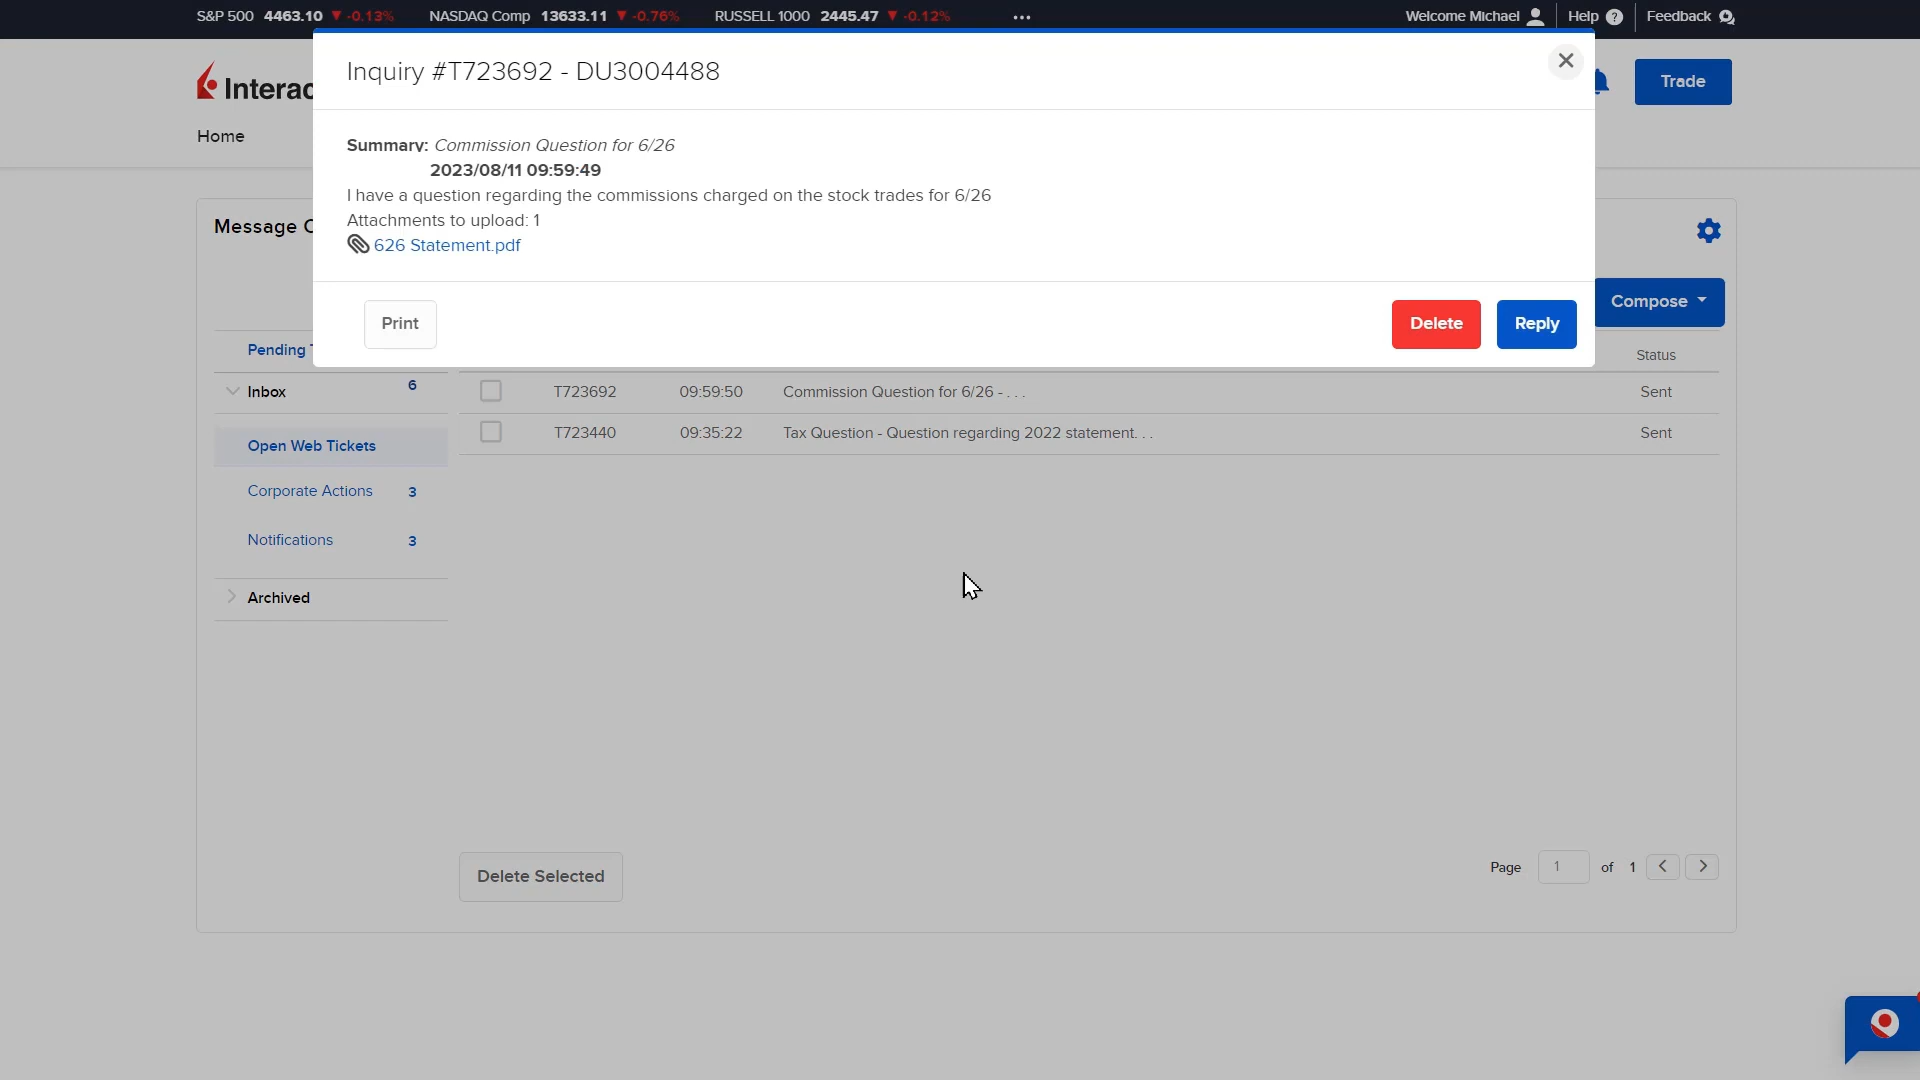 S&P 500 4463.10 ▼ -0.13% NASDAQ Comp 13633.11 ▼ -0.76% RUSSELL 1000 2445.47 ▼ -0.12% ... Welcome Michael Help ? Feedback
Inquiry #T723692 - DU3004488
Interac
Trade
Home
Summary: Commission Question for 6/26
2023/08/11 09:59:49
I have a question regarding the commissions charged on the stock trades for 6/26
Attachments to upload: 1
626 Statement.pdf
Message C
Compose
Print
Delete
Reply
Pending T
Status
Inbox 6
T723692 09:59:50 Commission Question for 6/26 - . . . Sent
T723440 09:35:22 Tax Question - Question regarding 2022 statement. . . Sent
Open Web Tickets
Corporate Actions 3
Notifications 3
Archived
Delete Selected
Page 1 of 1